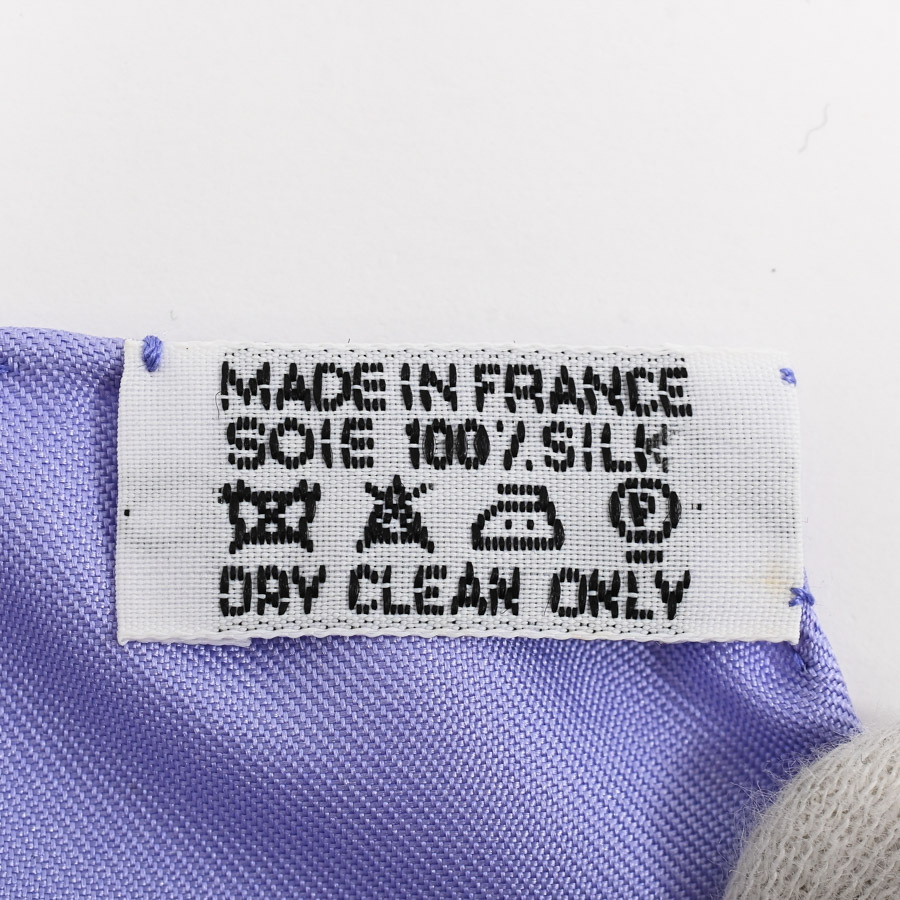 MADE IN FRANCE
SOIE 100% SILK
P
DRY CLEAN ONLY